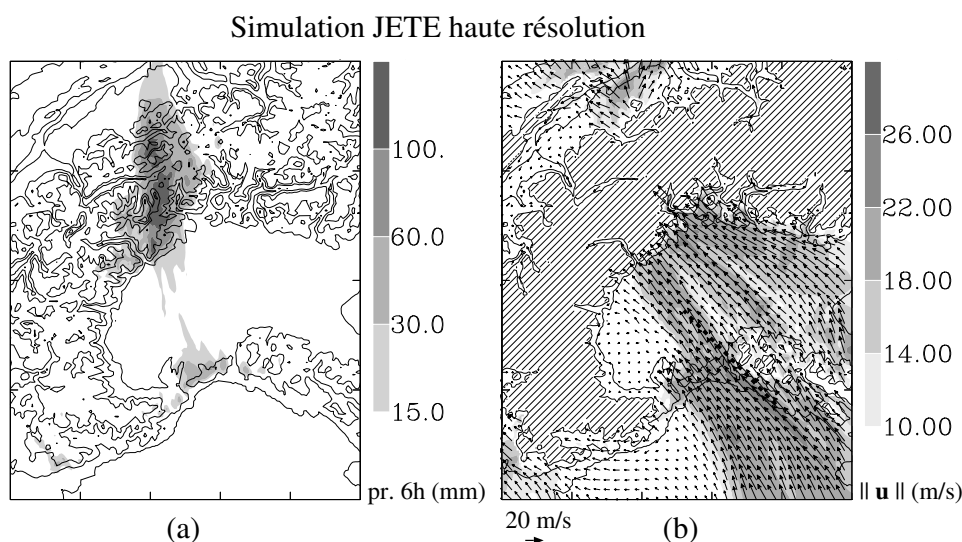 Simulation JETE haute résolution
100.
60.0
30.0
15.0
pr. 6h (mm)
(a)
26.00
22.00
18.00
14.00
10.00
|| u || (m/s)
20 m/s
(b)